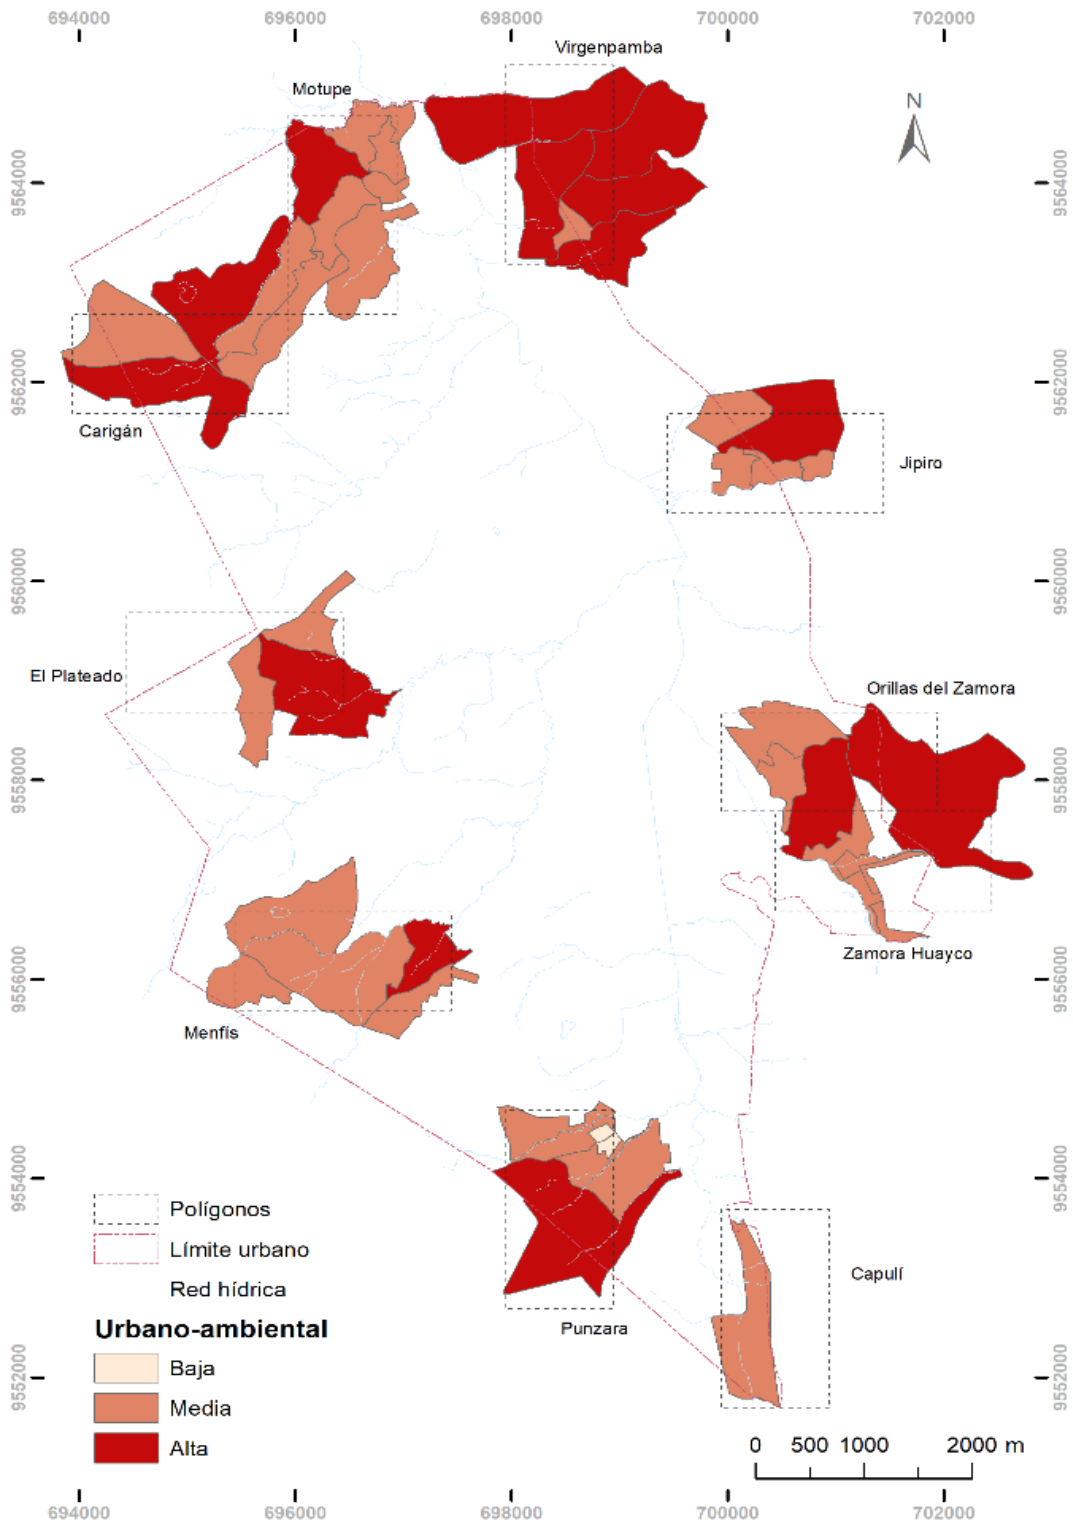 694000 696000 698000 700000 702000
Virgenpamba
Motupe
N
9564000 9564000
9562000 9562000
Carigán
Jipiro
9560000 9560000
El Plateado
Orillas del Zamora
9558000 9558000
Zamora Huayco
9556000 9556000
Menfis
9554000 9554000
Polígonos
Límite urbano
Capulí
Red hídrica
Punzara
Urbano-ambiental
Baja
9552000 9552000
Media
Alta
0 500 1000 2000 m
694000 696000 698000 700000 702000